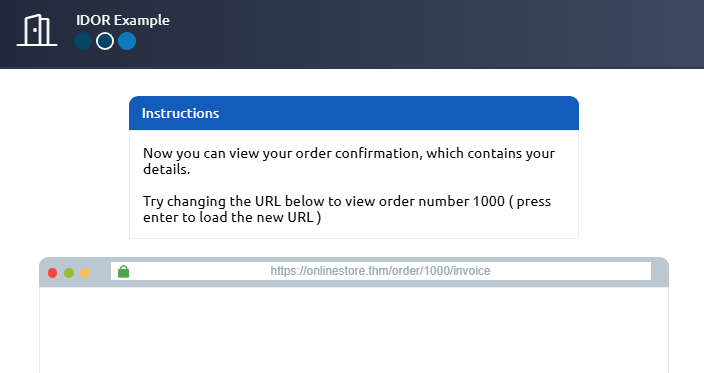 IDOR Example
Instructions
Now you can view your order confirmation, which contains your
details.
Try changing the URL below to view order number 1000 ( press
enter to load the new URL )
https://onlinestore.thm/order/1000/invoice